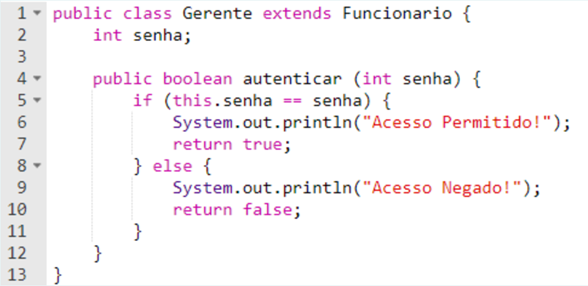 1 public class Gerente extends Funcionario {
2     int senha;
3
4     public boolean autenticar (int senha) {
5         if (this.senha == senha) {
6             System.out.println("Acesso Permitido!");
7             return true;
8         } else {
9             System.out.println("Acesso Negado!");
10             return false;
11         }
12     }
13 }